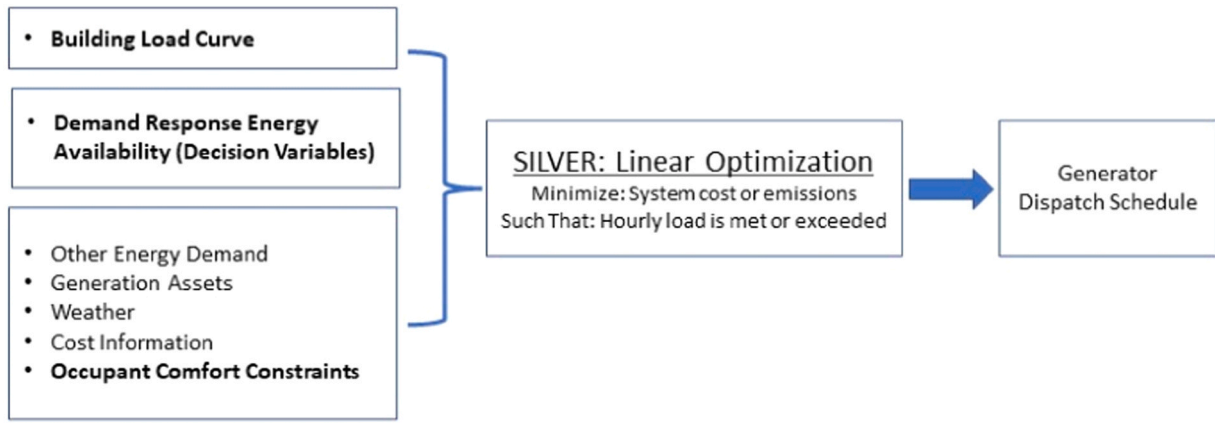 • Building Load Curve
• Demand Response Energy
Availability (Decision Variables)
• Other Energy Demand
• Generation Assets
• Weather
• Cost Information
• Occupant Comfort Constraints
SILVER: Linear Optimization
Minimize: System cost or emissions
Such That: Hourly load is met or exceeded
Generator
Dispatch Schedule